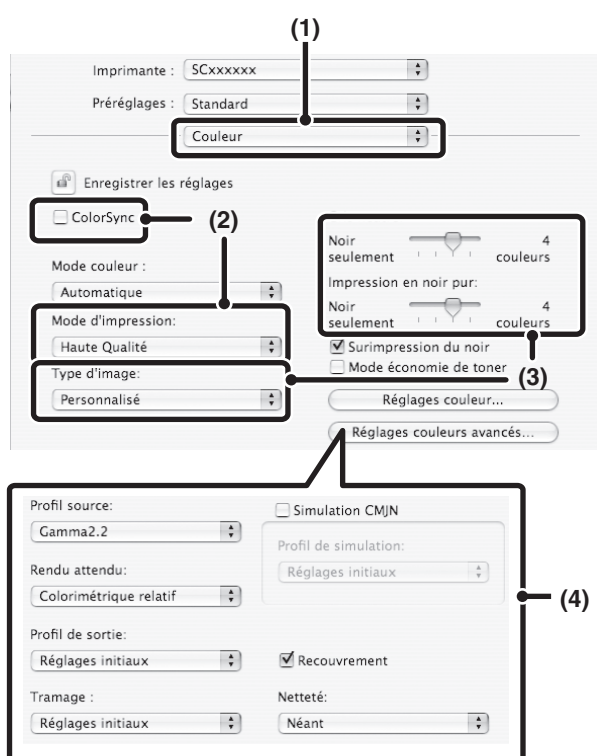 (1)
Imprimante : SCxxxxxx
Préréglages : Standard
Couleur
Enregistrer les réglages
ColorSync
(2)
Mode couleur :
Automatique
Mode d'impression:
Haute Qualité
Type d'image:
Personnalisé
Noir seulement 4 couleurs
Impression en noir pur:
Noir seulement 4 couleurs
Surimpression du noir
Mode économie de toner
(3)
Réglages couleur...
Réglages couleurs avancés...
Profil source:
Gamma2.2
Rendu attendu:
Colorimétrique relatif
Profil de sortie:
Réglages initiaux
Tramage :
Réglages initiaux
Simulation CMJN
Profil de simulation:
Réglages initiaux
(4)
Recouvrement
Netteté:
Néant